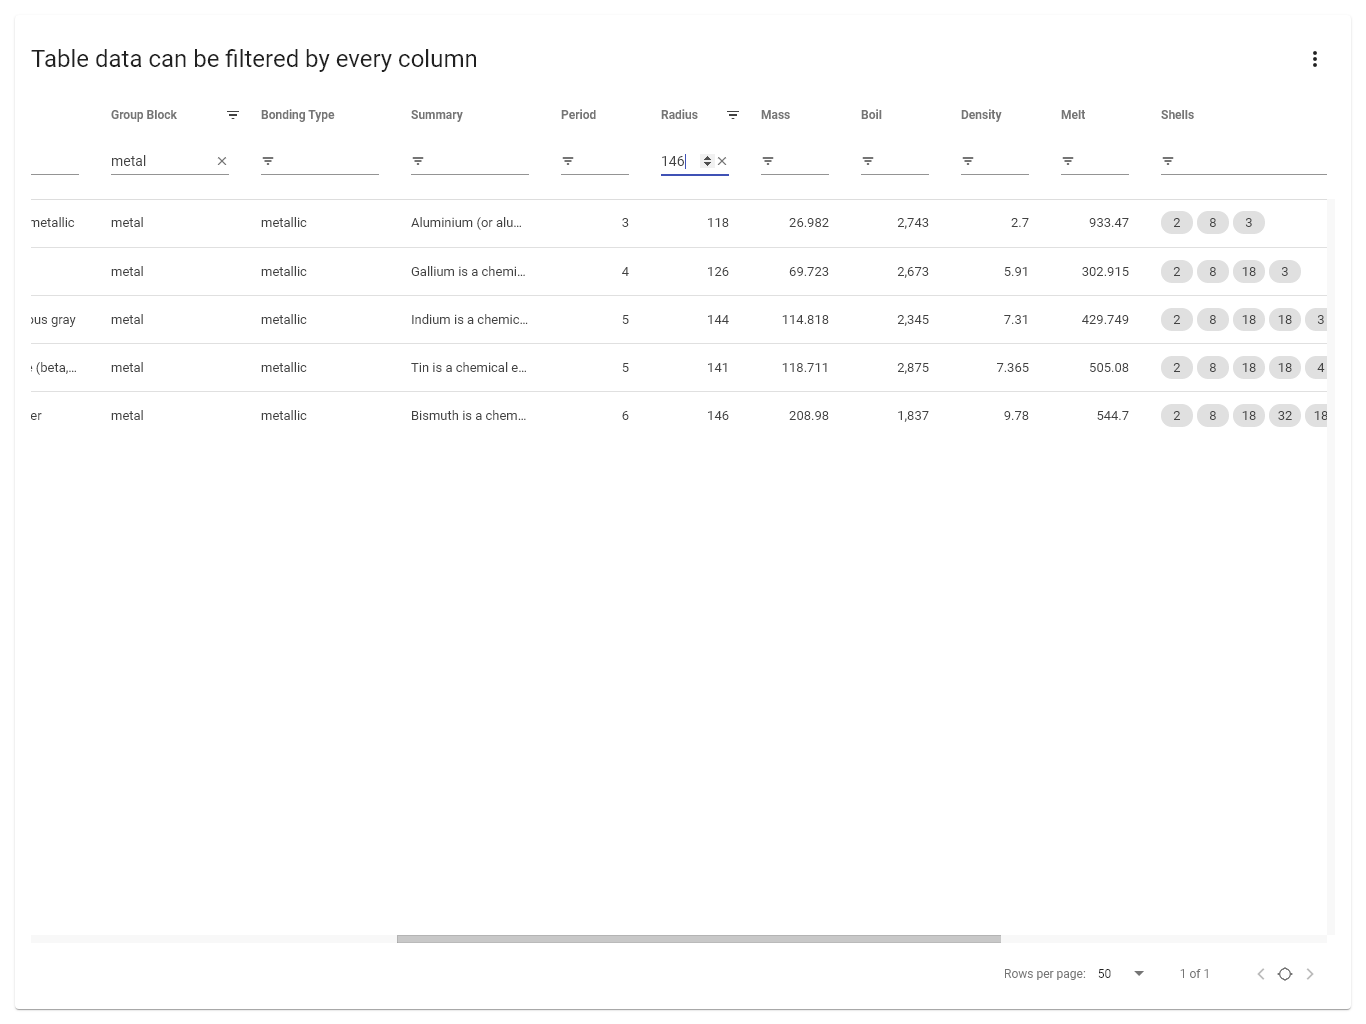 Table data can be filtered by every column
Group Block Bonding Type Summary Period Radius Mass Boil Density Melt Shells
metal 146
metallic metal metallic Aluminium (or alu... 3 118 26.982 2,743 2.7 933.47 2 8 3
metal metallic Gallium is a chemi... 4 126 69.723 2,673 5.91 302.915 2 8 18 3
ous gray metal metallic Indium is a chemic... 5 144 114.818 2,345 7.31 429.749 2 8 18 18 3
(beta,... metal metallic Tin is a chemical e... 5 141 118.711 2,875 7.365 505.08 2 8 18 18 4
er metal metallic Bismuth is a chem... 6 146 208.98 1,837 9.78 544.7 2 8 18 32 18
Rows per page: 50 1 of 1